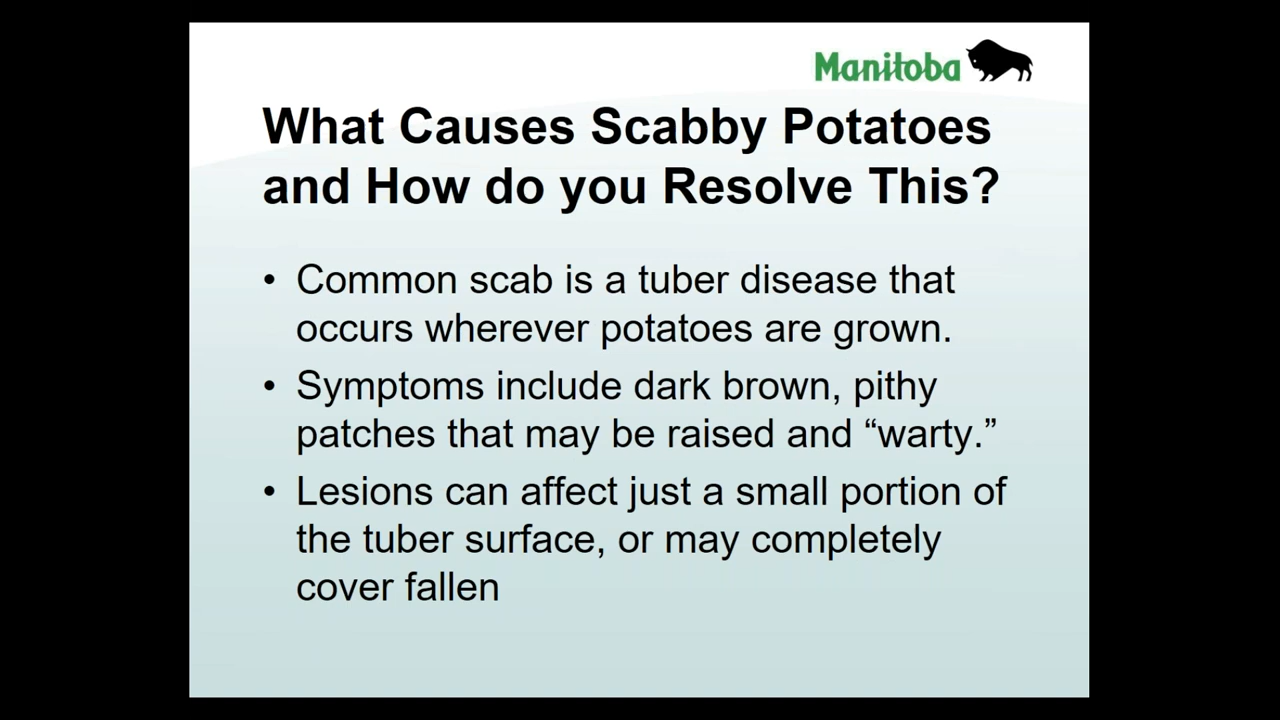 Manitoba
What Causes Scabby Potatoes
and How do you Resolve This?
• Common scab is a tuber disease that
occurs wherever potatoes are grown.
• Symptoms include dark brown, pithy
patches that may be raised and “warty.”
• Lesions can affect just a small portion of
the tuber surface, or may completely
cover fallen